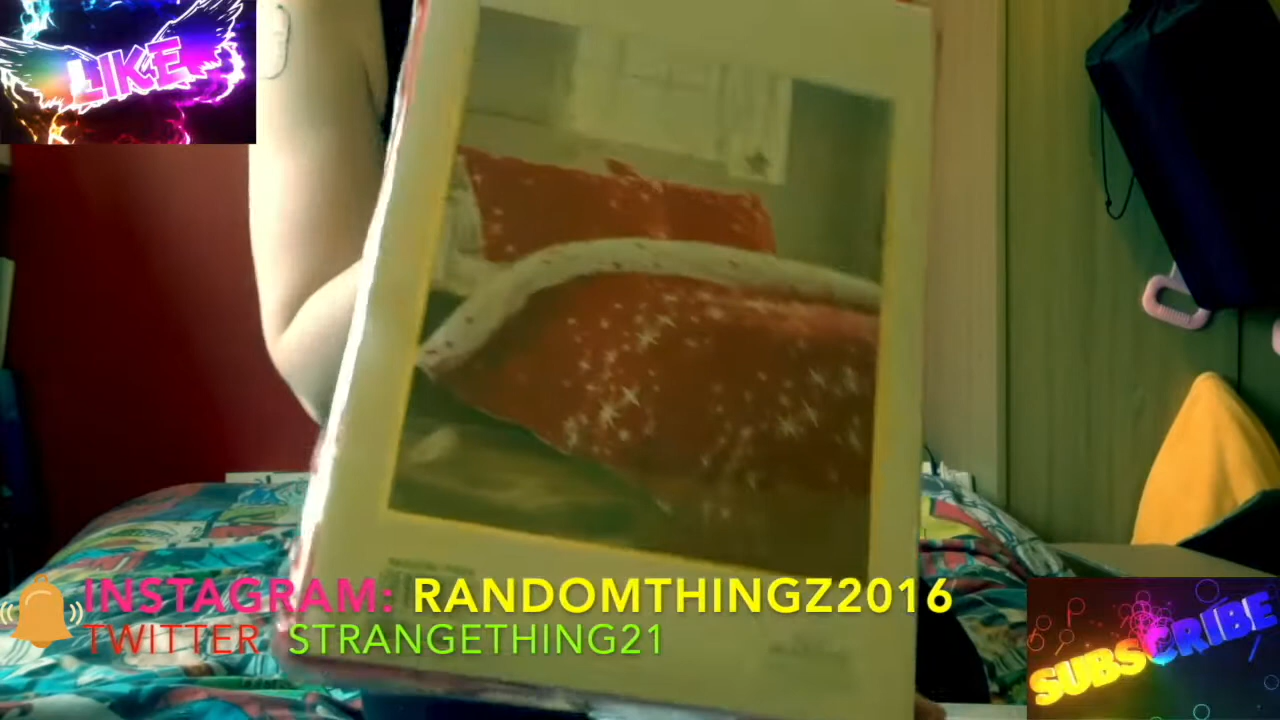 LIKE
INSTAGRAM: RANDOMTHINGZ2016
TWITTER STRANGETHING21
SUBSCRIBE